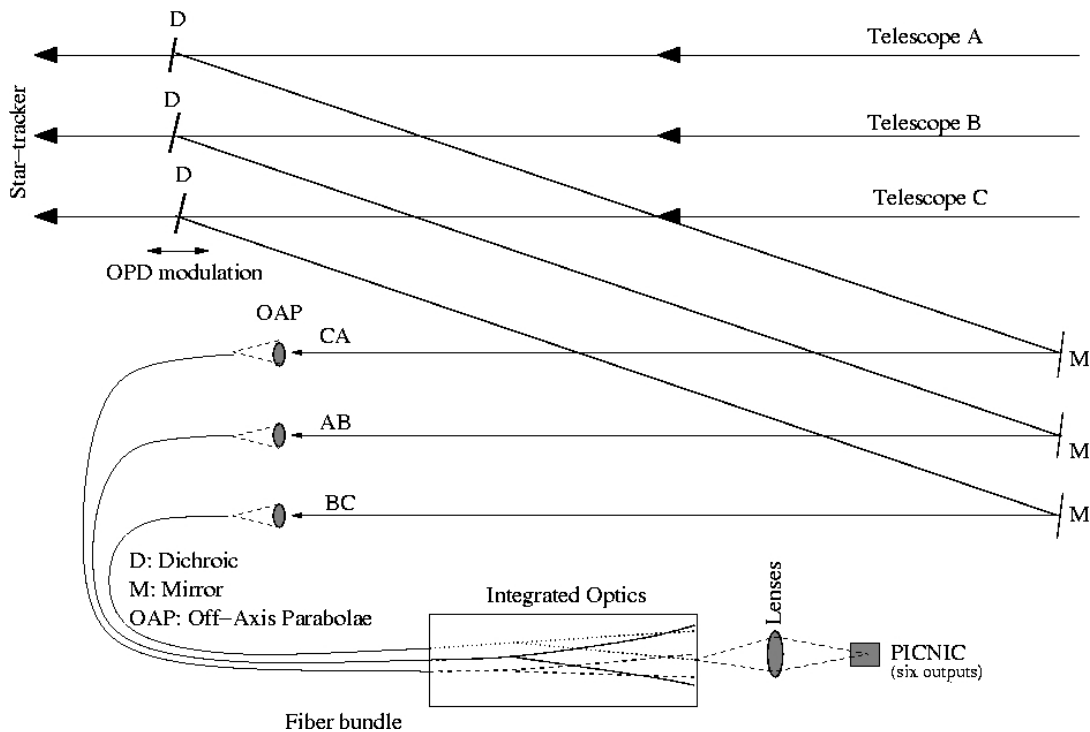 D
Telescope A
D
Telescope B
Star-tracker
D
Telescope C
OPD modulation
OAP
CA
M
AB
M
BC
M
D: Dichroic
M: Mirror
OAP: Off-Axis Parabolae
Integrated Optics
Lenses
PICNIC
(six outputs)
Fiber bundle